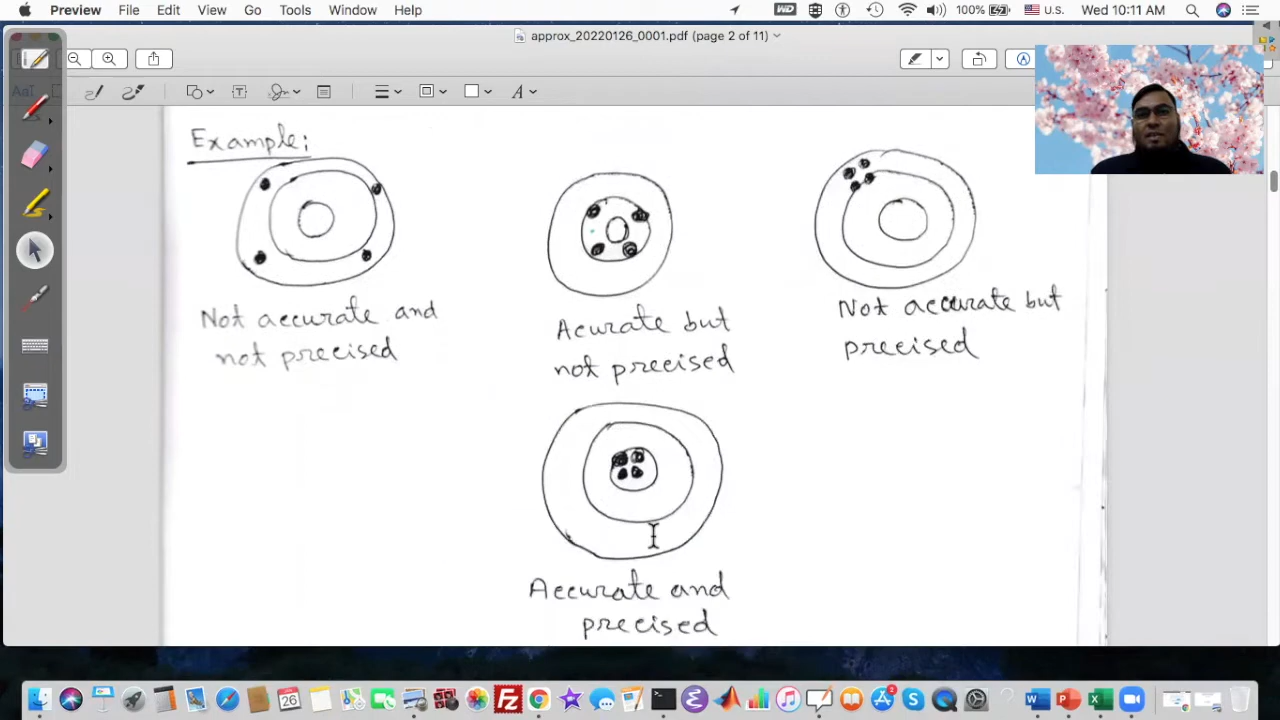 Preview File Edit View Go Tools Window Help
100% U.S. Wed 10:11 AM
approx_20220126_0001.pdf (page 2 of 11)
Example:
Not accurate and
not precised
Acurate but
not precised
Not accurate but
precised
Accurate and
precised